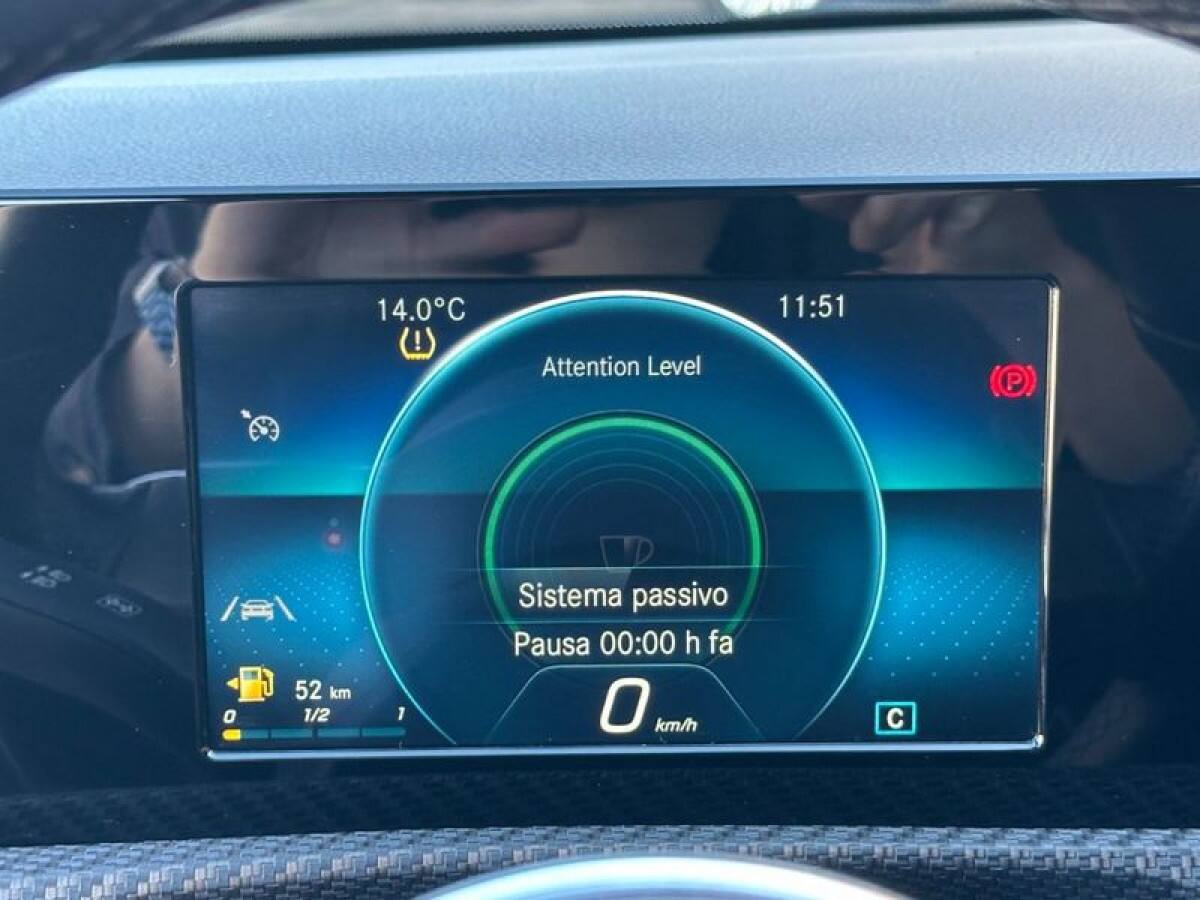 14.0°C
11:51
Attention Level
Sistema passivo
Pausa 00:00 h fa
52 km
0 1/2 1
0 km/h
C
P